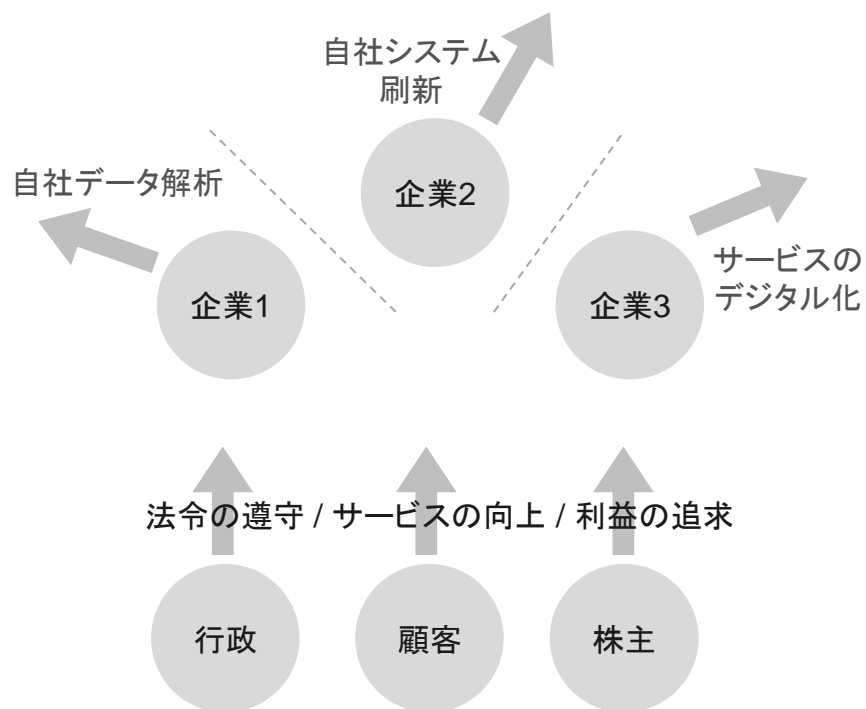 自社システム
刷新
企業2
自社データ解析
企業1
サービスの
デジタル化
企業3
法令の遵守 / サービスの向上 / 利益の追求
行政
顧客
株主